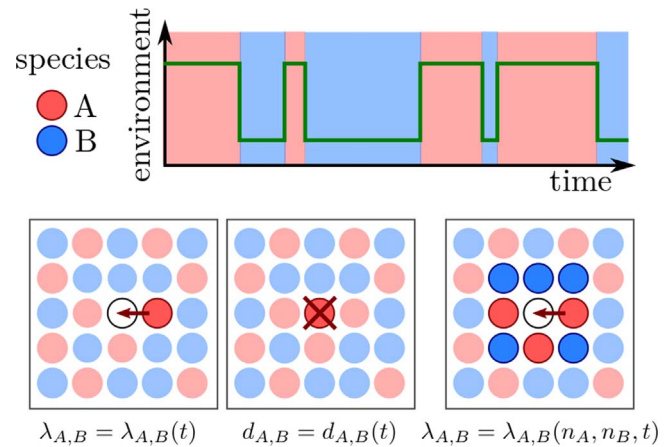 species
A
B
environment
time
λ_{A,B} = λ_{A,B}(t)
d_{A,B} = d_{A,B}(t)
λ_{A,B} = λ_{A,B}(n_A, n_B, t)